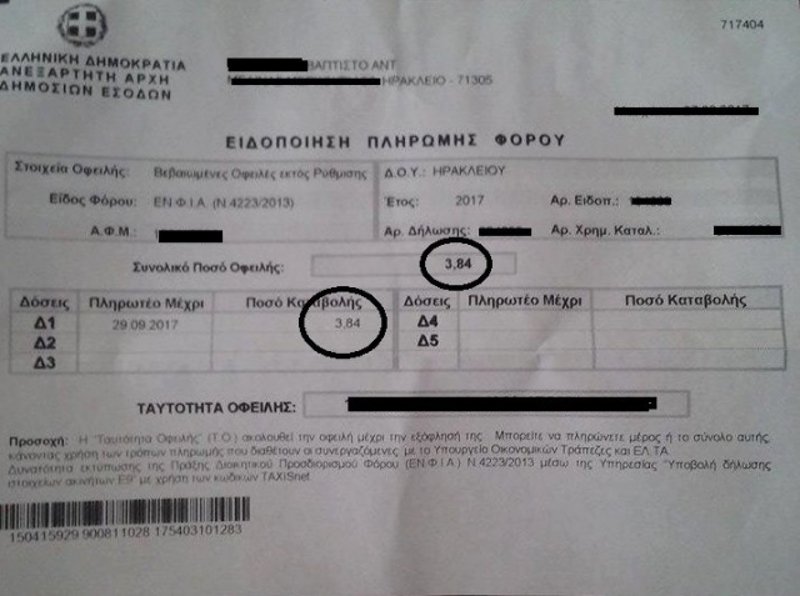 717404
ΕΛΛΗΝΙΚΗ ΔΗΜΟΚΡΑΤΙΑ
ΑΝΕΞΑΡΤΗΤΗ ΑΡΧΗ
ΔΗΜΟΣΙΩΝ ΕΣΟΔΩΝ
ΒΑΠΤΙΣΤΟ ΑΝΤ
ΗΡΑΚΛΕΙΟ - 71305
ΕΙΔΟΠΟΙΗΣΗ ΠΛΗΡΩΜΗΣ ΦΟΡΟΥ
Στοιχεία Οφειλής: Βεβαιωμένες Οφειλές εκτός Ρύθμισης Δ.Ο.Υ.: ΗΡΑΚΛΕΙΟΥ
Είδος Φόρου: ΕΝ.Φ.Ι.Α. (Ν.4223/2013) Έτος: 2017 Αρ. Ειδοπ.:
Α.Φ.Μ.: Αρ. Δήλωσης: Αρ. Χρημ. Καταλ.:
Συνολικό Ποσό Οφειλής: 3,84
Δόσεις Πληρωτέο Μέχρι Ποσό Καταβολής Δόσεις Πληρωτέο Μέχρι Ποσό Καταβολής
Δ1 29.09.2017 3,84 Δ4
Δ2 Δ5
Δ3
ΤΑΥΤΟΤΗΤΑ ΟΦΕΙΛΗΣ:
Προσοχή: Η "Ταυτότητα Οφειλής" (Τ.Ο.) ακολουθεί την οφειλή μέχρι την εξόφλησή της. Μπορείτε να πληρώνετε μέρος ή το σύνολο αυτής,
κάνοντας χρήση των τρόπων πληρωμής που διαθέτουν οι συνεργαζόμενες με το Υπουργείο Οικονομικών Τράπεζες και ΕΛ.ΤΑ.
Δυνατότητα εκτύπωσης της Πράξης Διοικητικού Προσδιορισμού Φόρου (ΕΝ.Φ.Ι.Α.) Ν.4223/2013 μέσω της Υπηρεσίας "Υποβολή δήλωσης
στοιχείων ακινήτων Ε9" με χρήση των κωδικών TAXISnet
150415929 900811028 175403101283